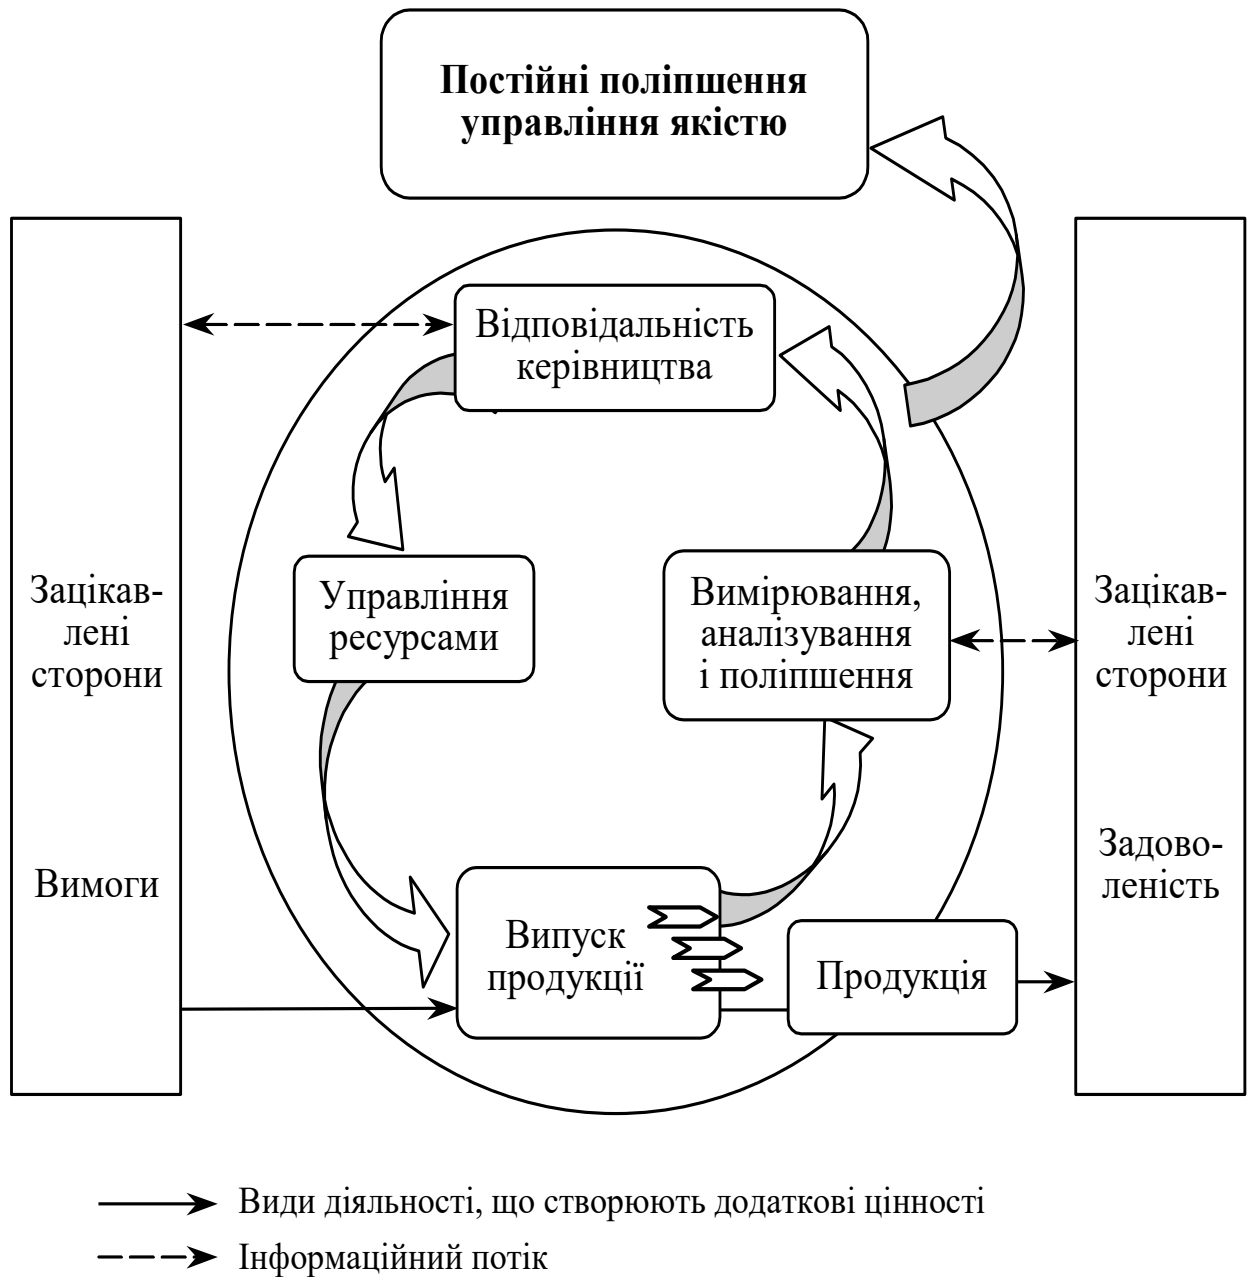 Постійні поліпшення
управління якістю
Відповідальність
керівництва
Зацікав-
лені
сторони
Вимоги
Управління
ресурсами
Вимірювання,
аналізування
і поліпшення
Зацікав-
лені
сторони
Задово-
леність
Випуск
продукції
Продукція
Види діяльності, що створюють додаткові цінності
Інформаційний потік